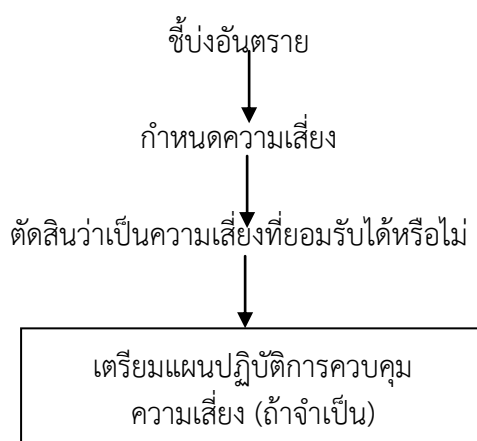 ชี้บ่งอันตราย
กำหนดความเสี่ยง
ตัดสินว่าเป็นความเสี่ยงที่ยอมรับได้หรือไม่
เตรียมแผนปฏิบัติการควบคุม
ความเสี่ยง (ถ้าจำเป็น)